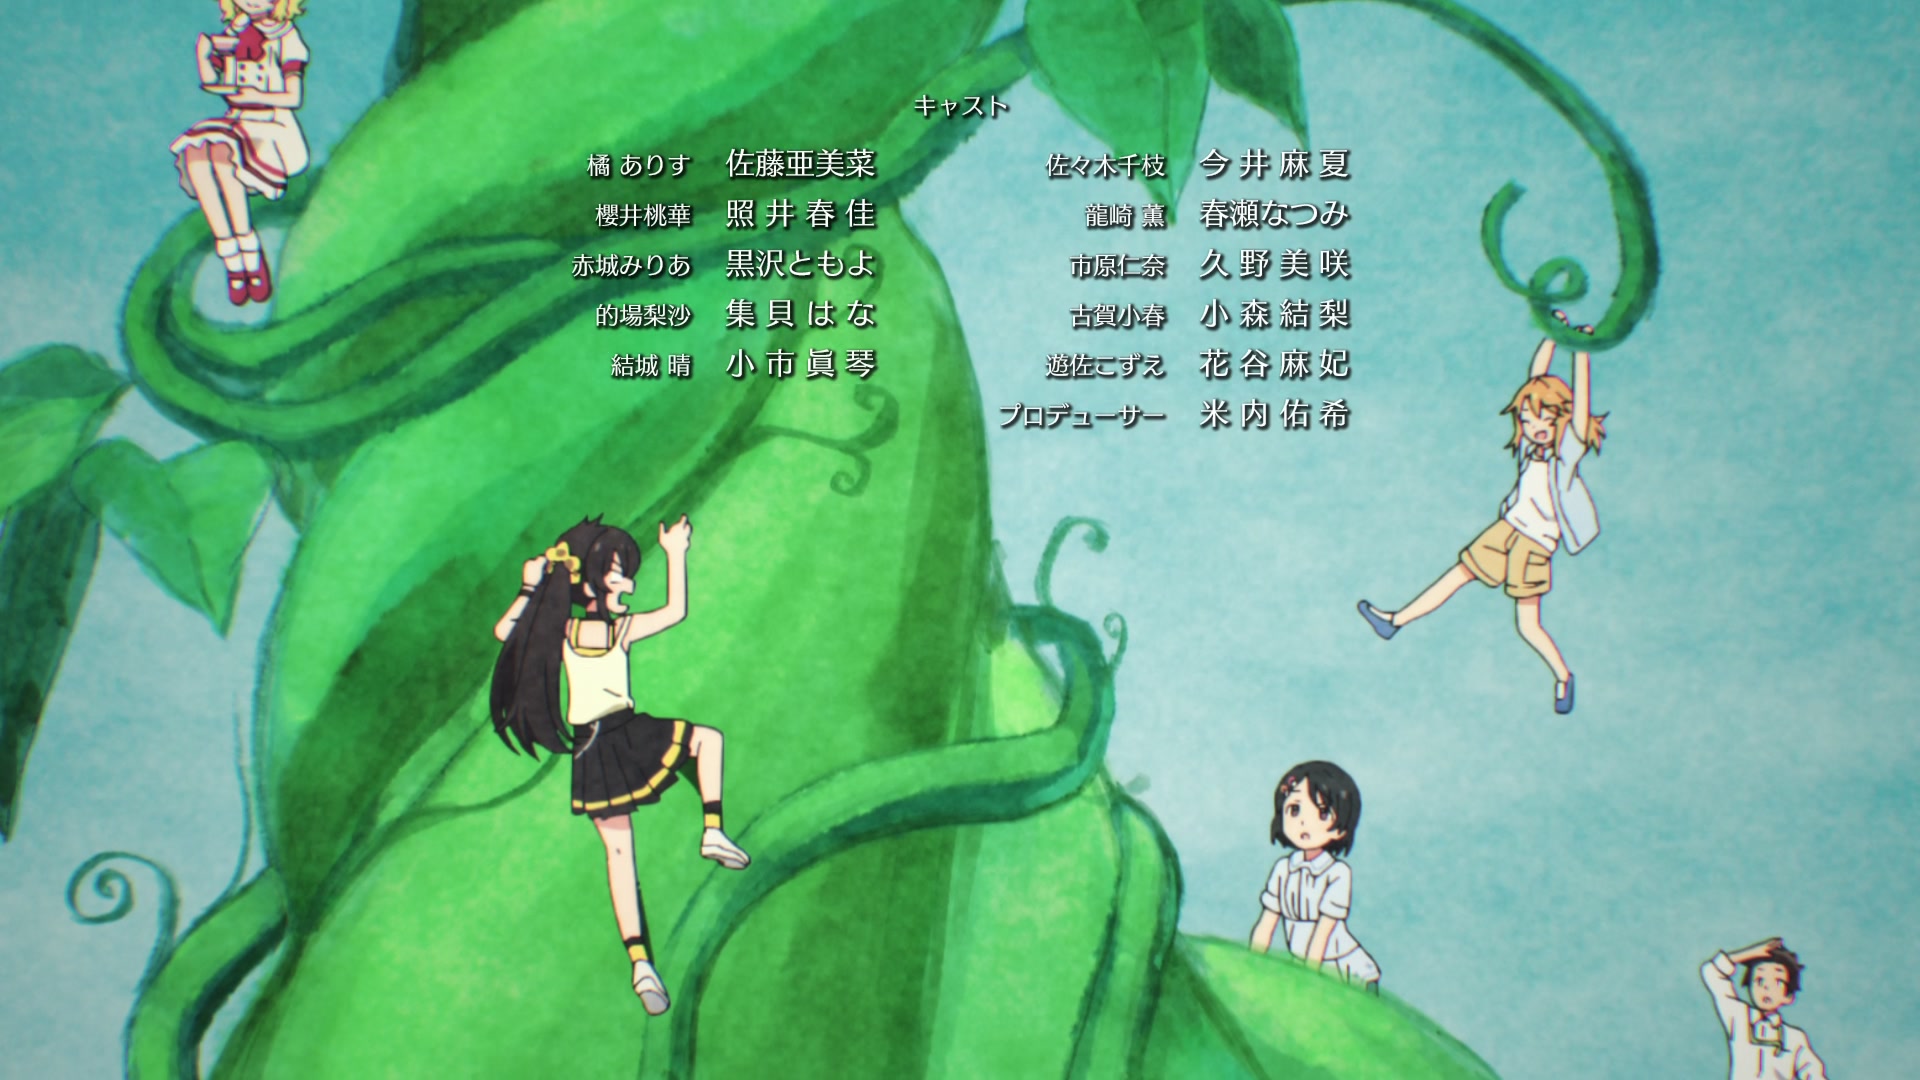 キャスト
橘 ありす 佐藤亜美菜
櫻井桃華 照井春佳
赤城みりあ 黒沢ともよ
的場梨沙 集貝はな
結城 晴 小市眞琴
佐々木千枝 今井麻夏
龍崎 薫 春瀬なつみ
市原仁奈 久野美咲
古賀小春 小森結梨
遊佐こずえ 花谷麻妃
プロデューサー 米内佑希